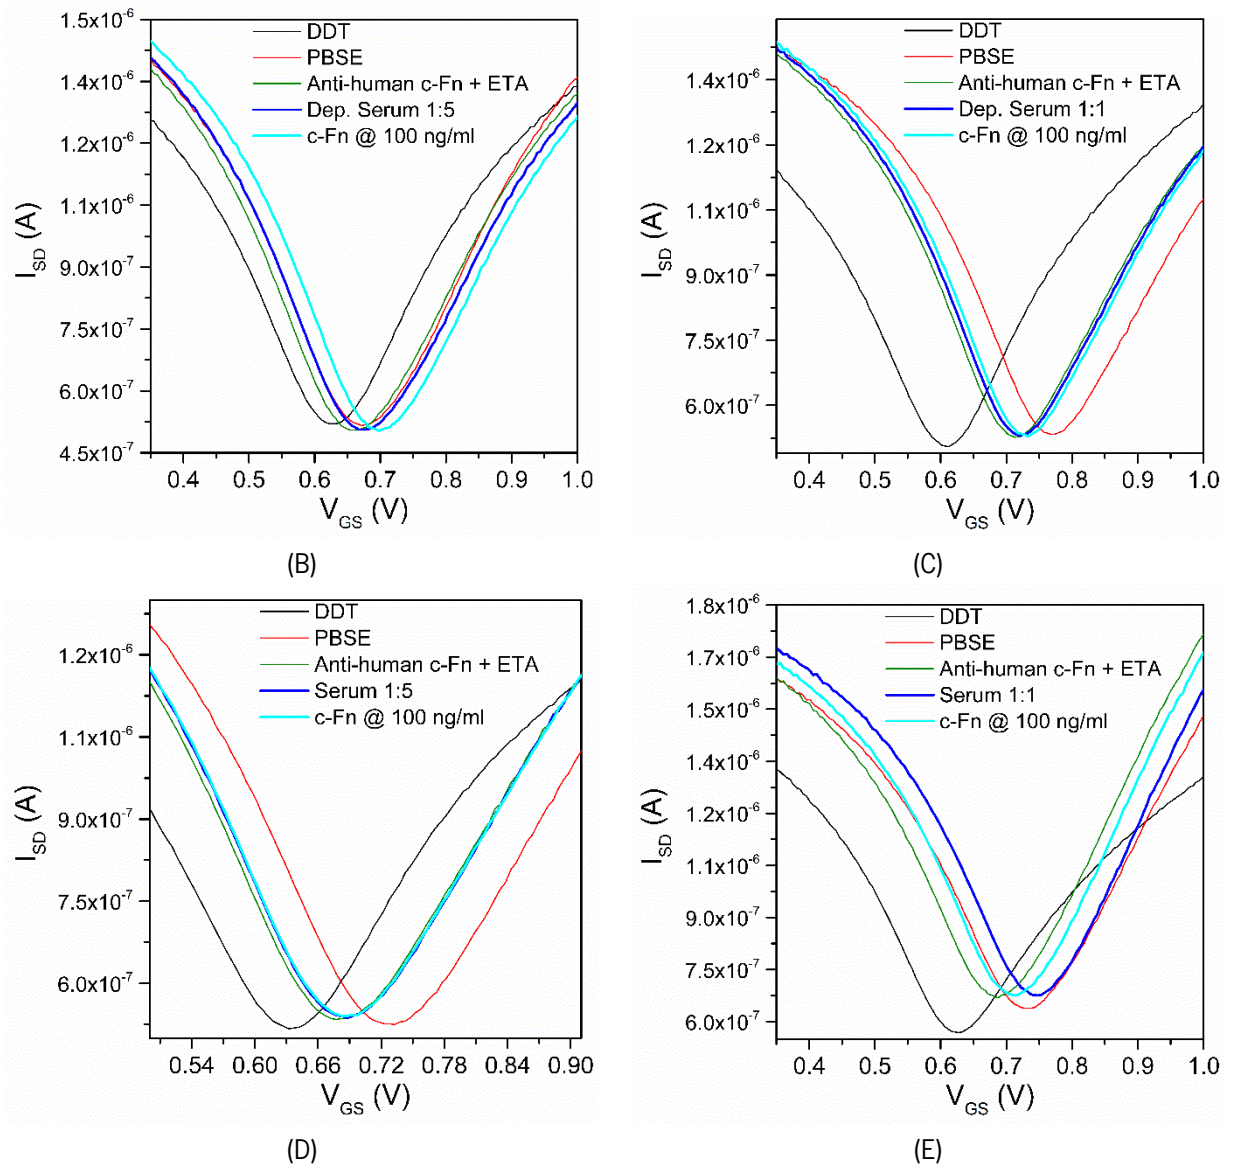 DDT
PBSE
Anti-human c-Fn + ETA
Dep. Serum 1:5
c-Fn @ 100 ng/ml
1.5x10⁻⁶
1.4x10⁻⁶
1.2x10⁻⁶
1.1x10⁻⁶
9.0x10⁻⁷
7.5x10⁻⁷
6.0x10⁻⁷
4.5x10⁻⁷
I_SD (A)
0.4 0.5 0.6 0.7 0.8 0.9 1.0
V_GS (V)
(B)
DDT
PBSE
Anti-human c-Fn + ETA
Dep. Serum 1:1
c-Fn @ 100 ng/ml
1.4x10⁻⁶
1.2x10⁻⁶
1.1x10⁻⁶
9.0x10⁻⁷
7.5x10⁻⁷
6.0x10⁻⁷
I_SD (A)
0.4 0.5 0.6 0.7 0.8 0.9 1.0
V_GS (V)
(C)
DDT
PBSE
Anti-human c-Fn + ETA
Serum 1:5
c-Fn @ 100 ng/ml
1.2x10⁻⁶
1.1x10⁻⁶
9.0x10⁻⁷
7.5x10⁻⁷
6.0x10⁻⁷
I_SD (A)
0.54 0.60 0.66 0.72 0.78 0.84 0.90
V_GS (V)
(D)
DDT
PBSE
Anti-human c-Fn + ETA
Serum 1:1
c-Fn @ 100 ng/ml
1.8x10⁻⁶
1.7x10⁻⁶
1.5x10⁻⁶
1.4x10⁻⁶
1.2x10⁻⁶
1.1x10⁻⁶
9.0x10⁻⁷
7.5x10⁻⁷
6.0x10⁻⁷
I_SD (A)
0.4 0.5 0.6 0.7 0.8 0.9 1.0
V_GS (V)
(E)